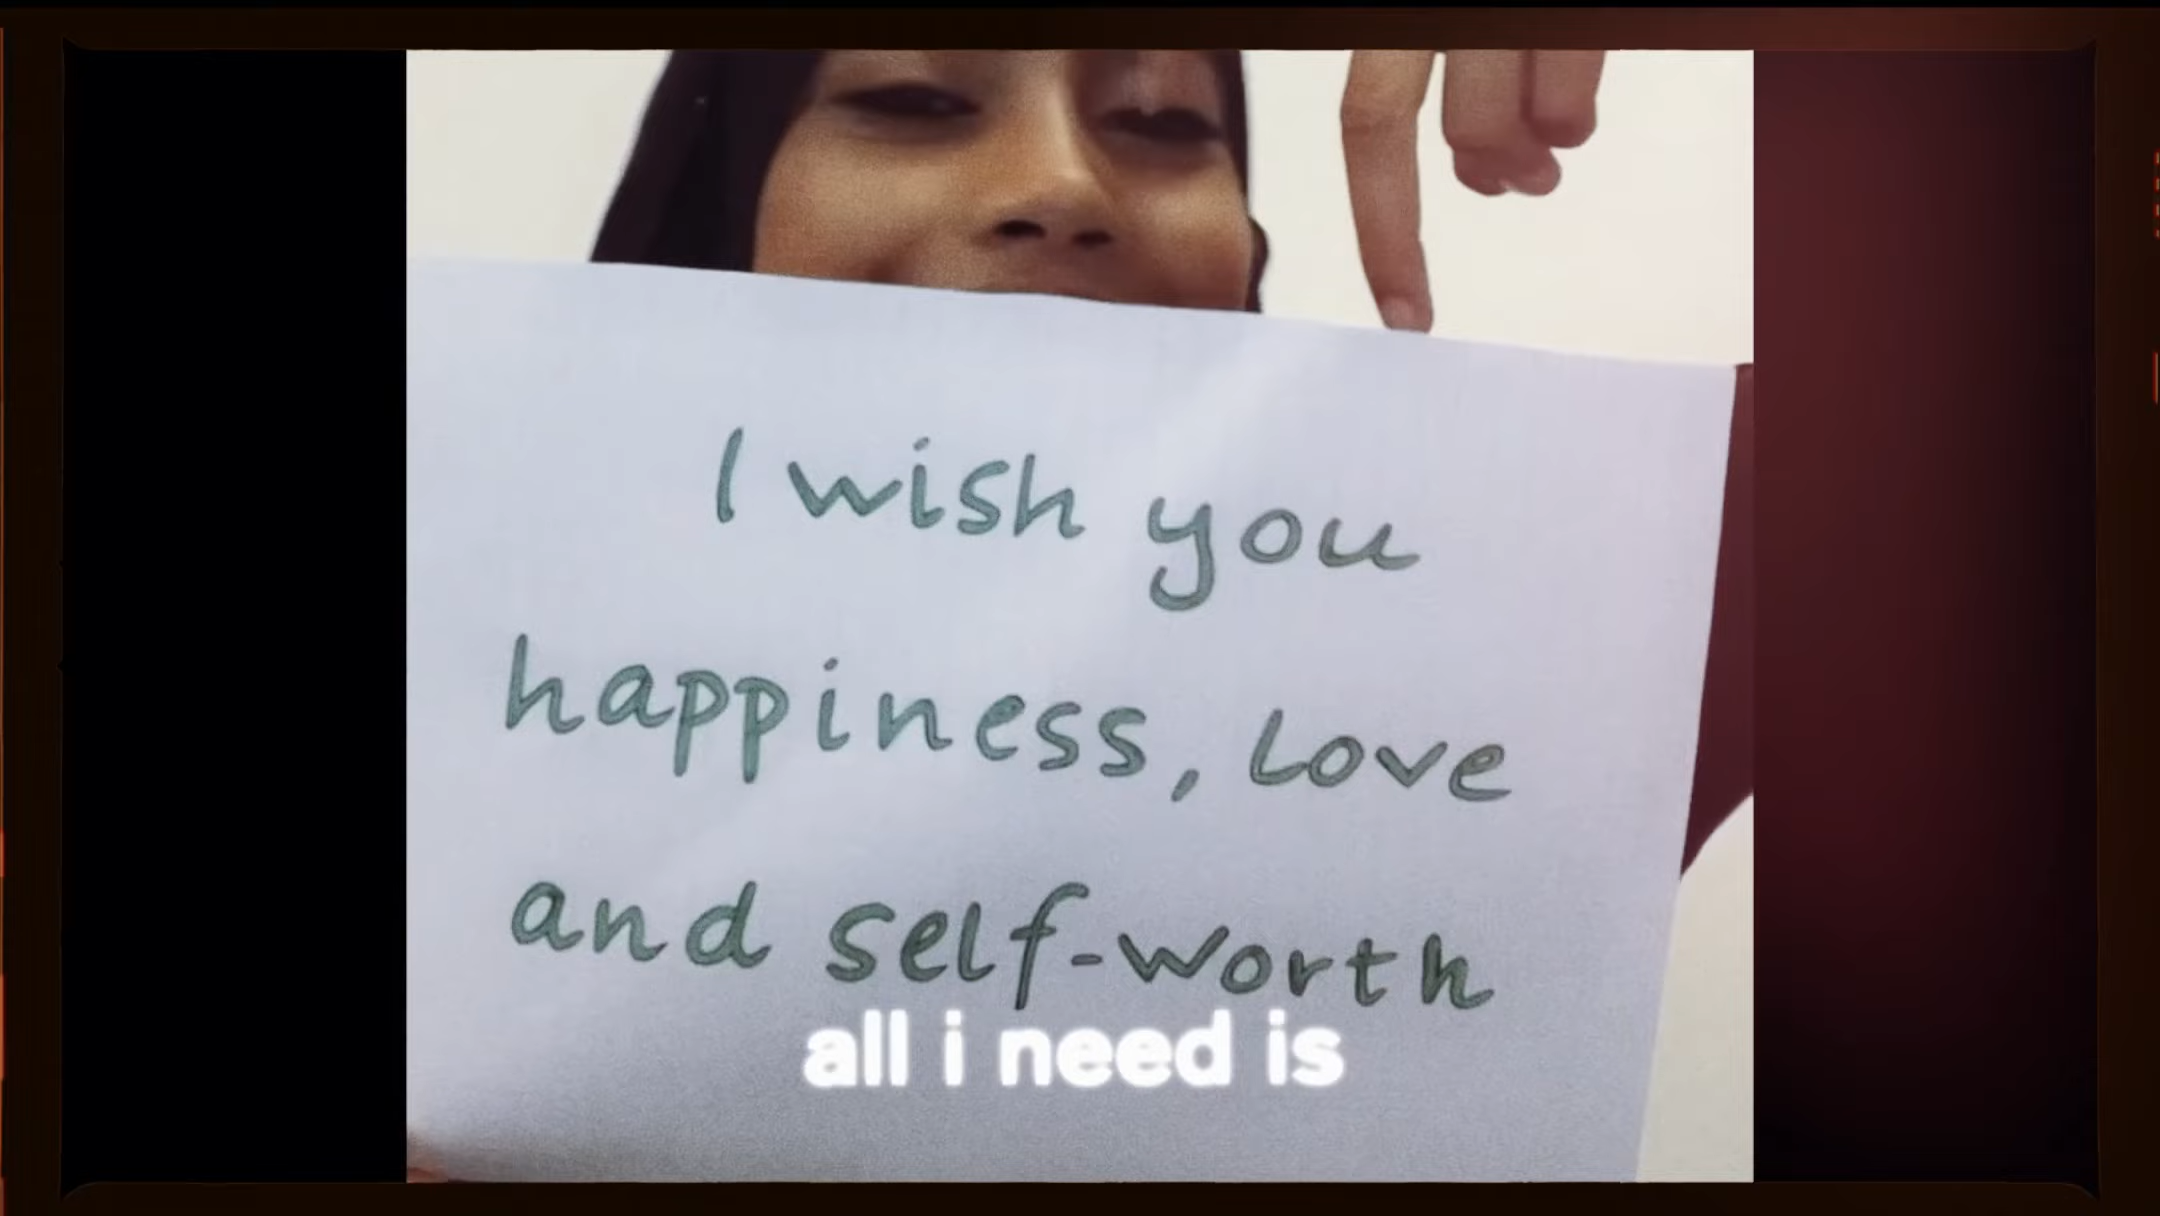 I wish you
happiness, love
and self-worth
all i need is